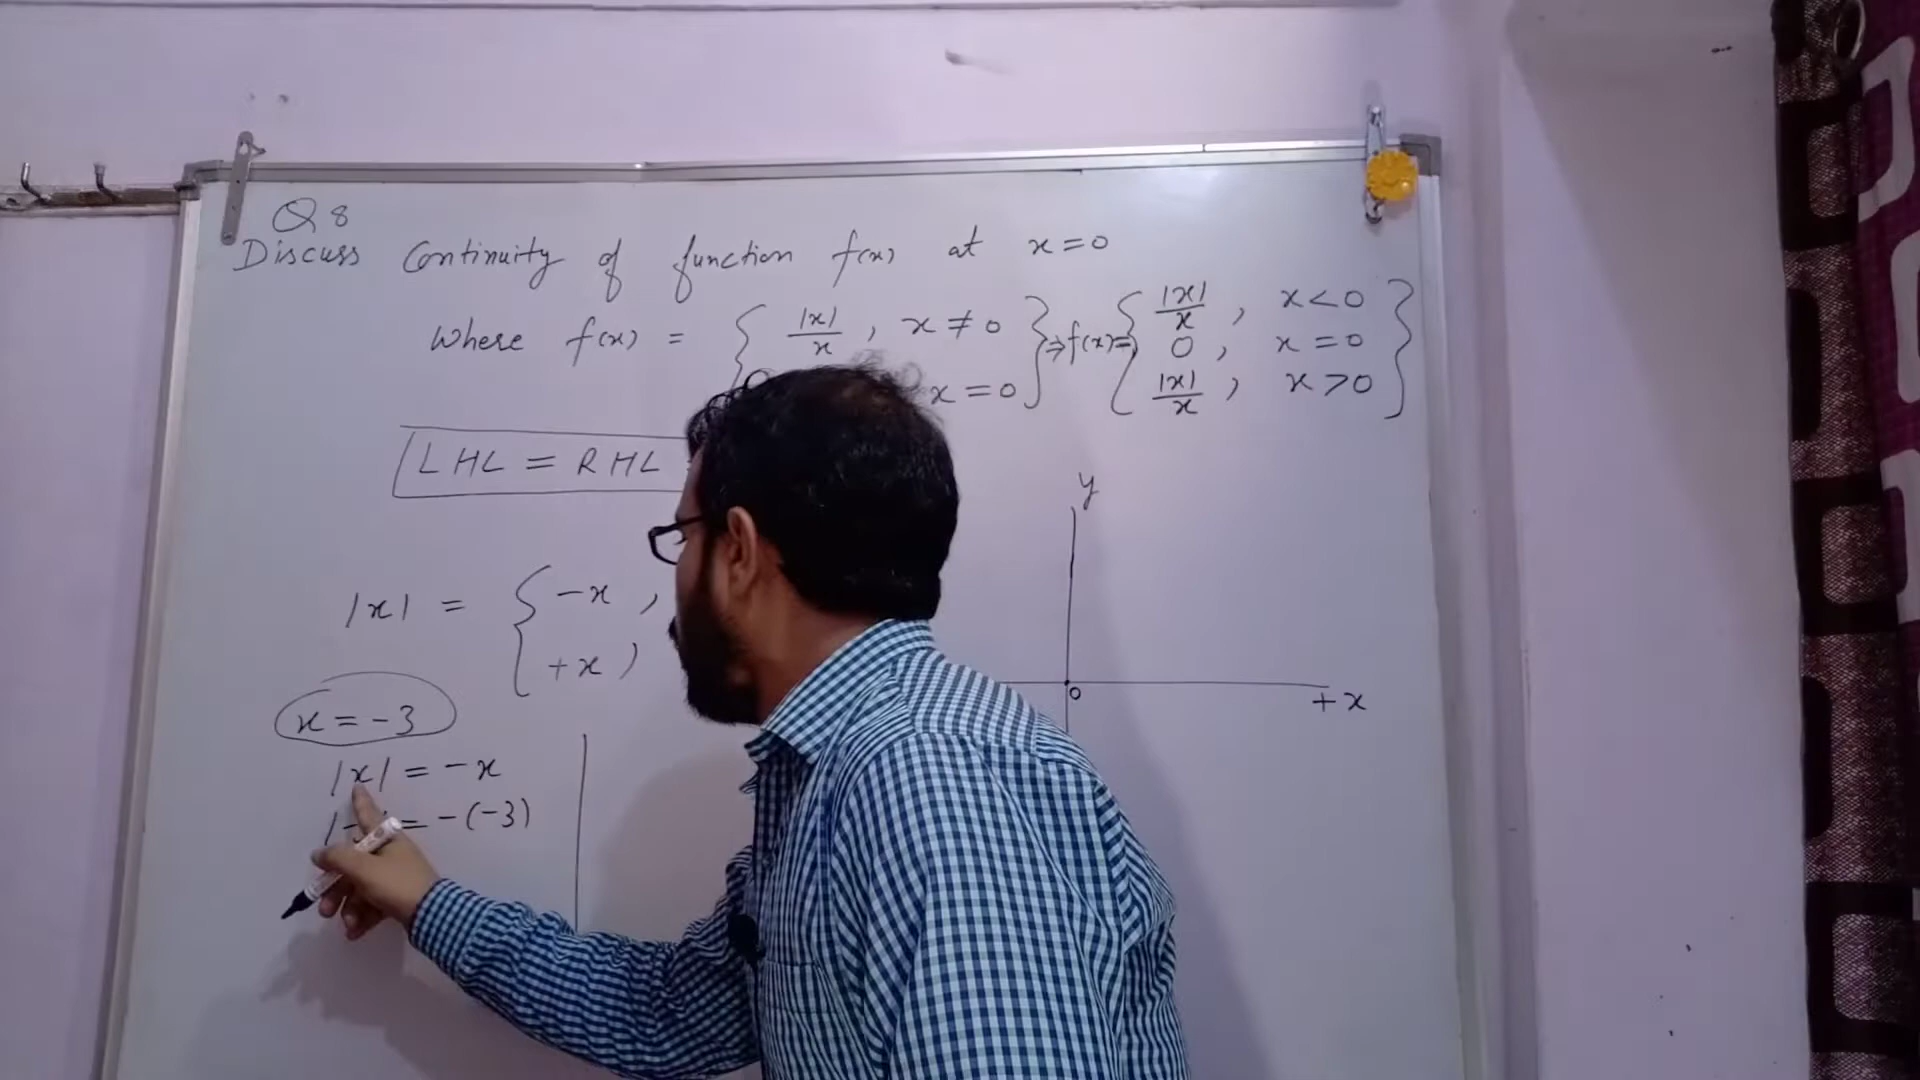 Q 8
Discuss Continuity of function f(x) at x=0
Where f(x) = { |x|/x , x ≠ 0 } ⇒ f(x) = { |x|/x , x<0
0 , x=0
x=0 |x|/x , x>0 }
LHL = RHL
y
|x| = { -x ,
+x ,
0 +x
x = -3
|x| = -x
= -(-3)